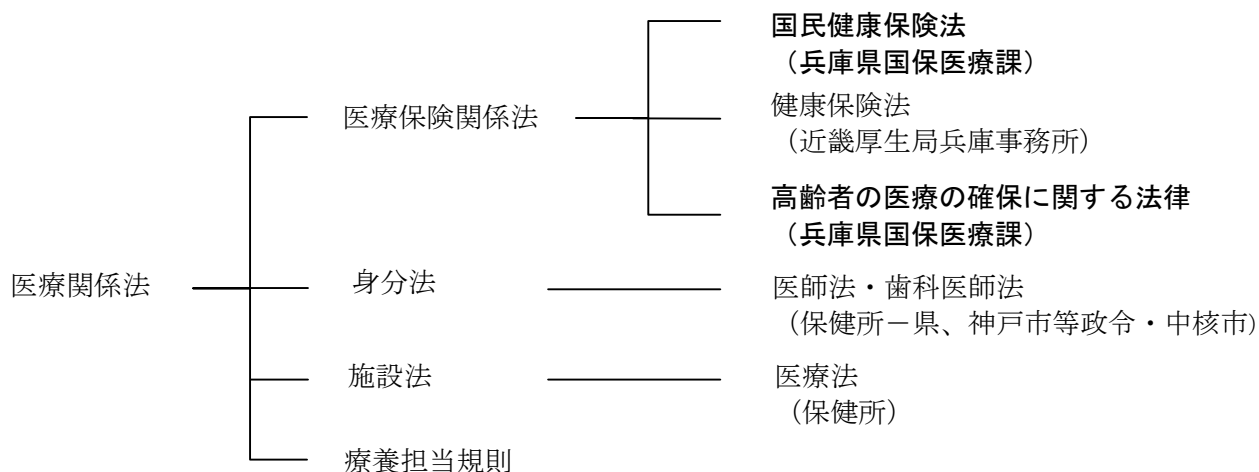 国民健康保険法
（兵庫県国保医療課）
医療保険関係法
健康保険法
（近畿厚生局兵庫事務所）
高齢者の医療の確保に関する法律
（兵庫県国保医療課）
医療関係法
身分法
医師法・歯科医師法
（保健所－県、神戸市等政令・中核市）
施設法
医療法
（保健所）
療養担当規則